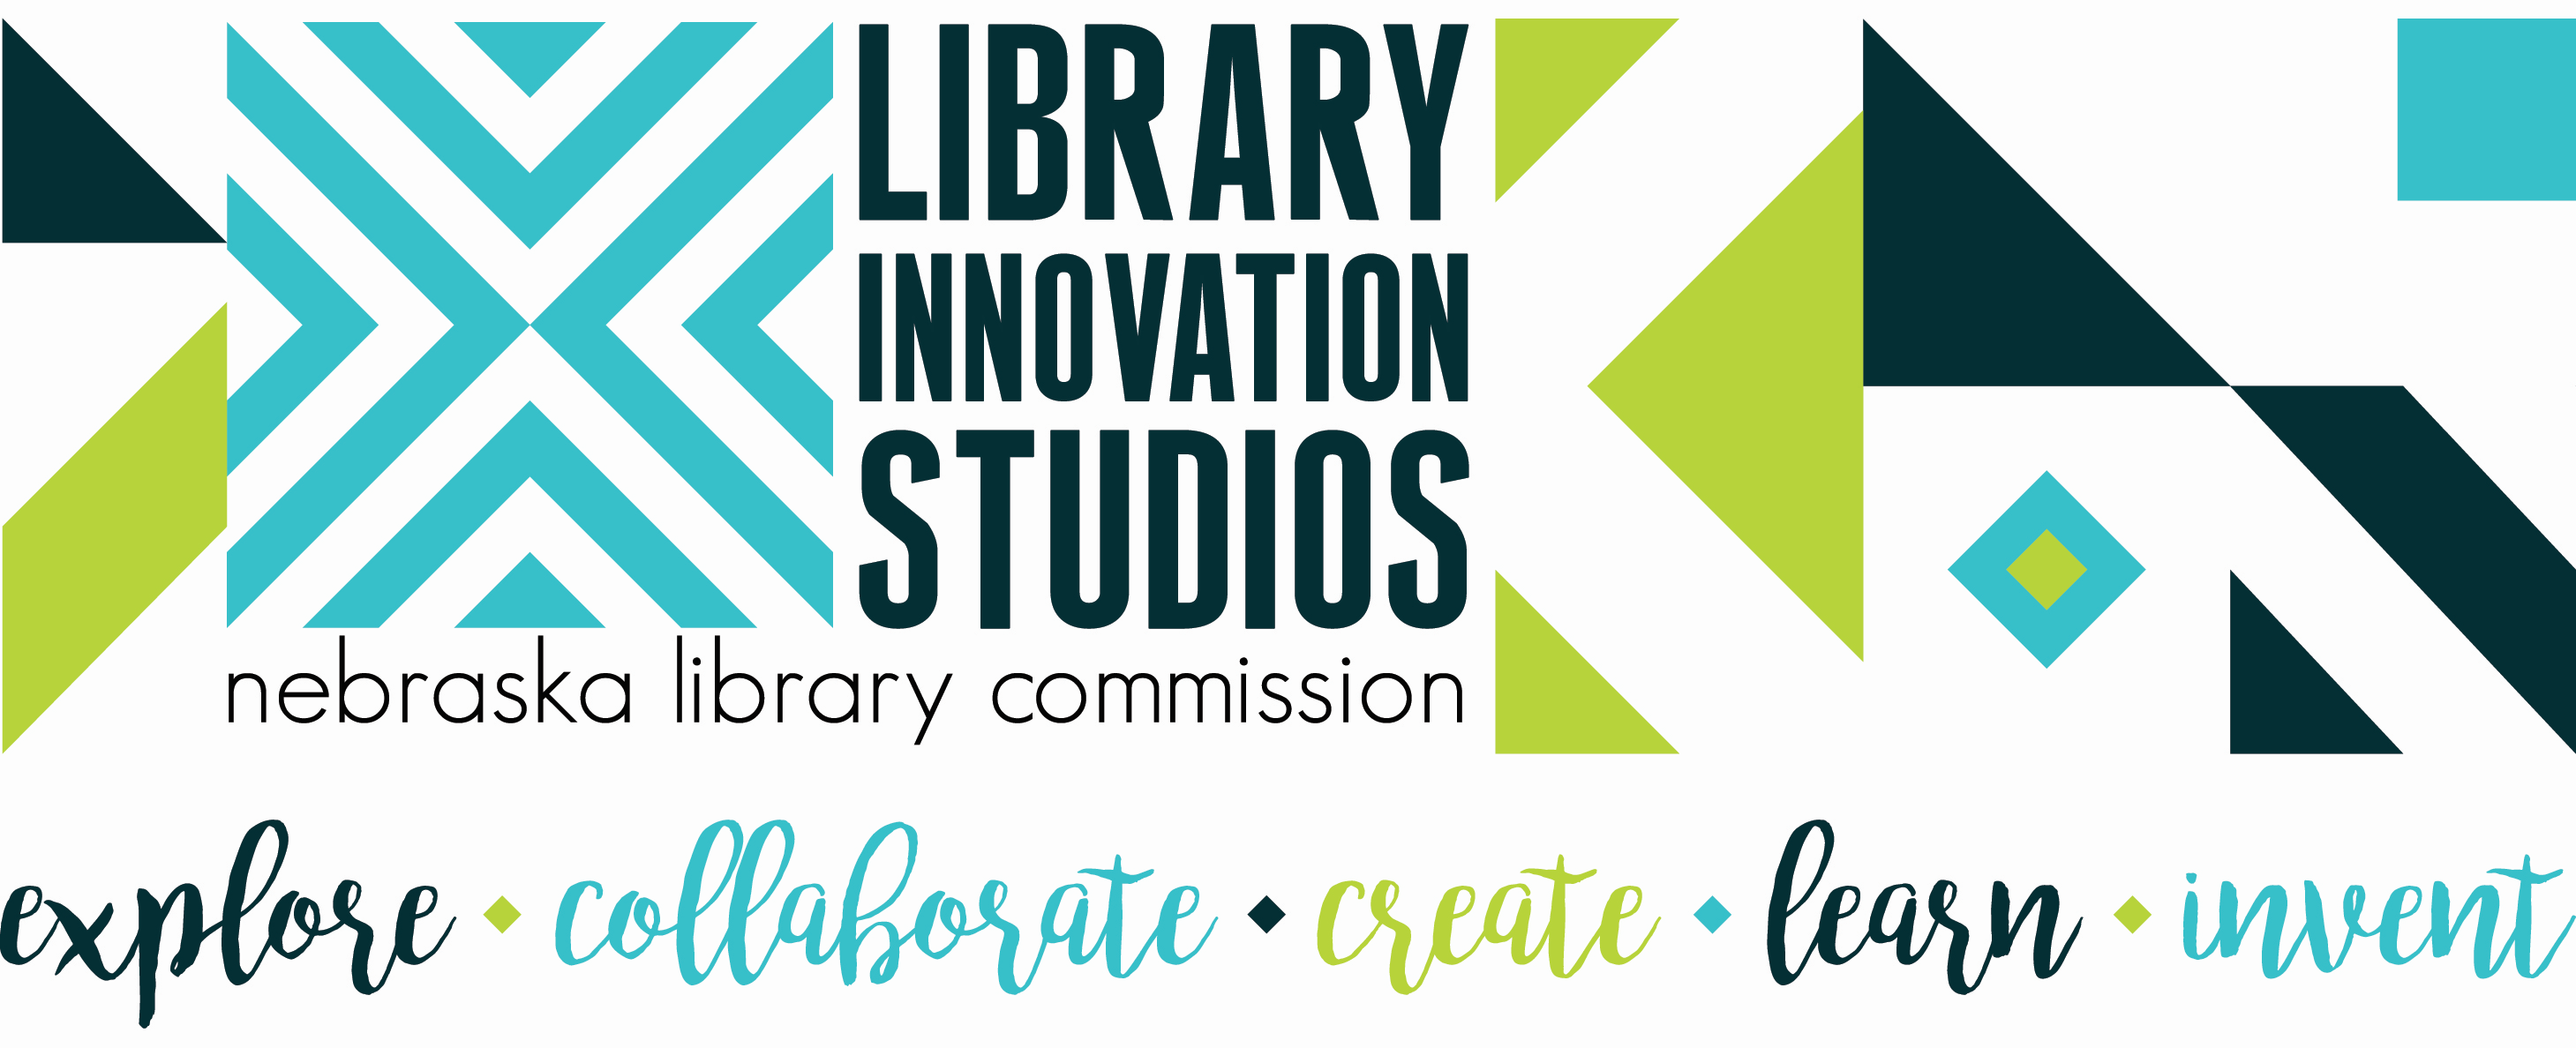 LIBRARY
INNOVATION
STUDIOS
nebraska library commission
explore ◆ collaborate ◆ create ◆ learn ◆ invent